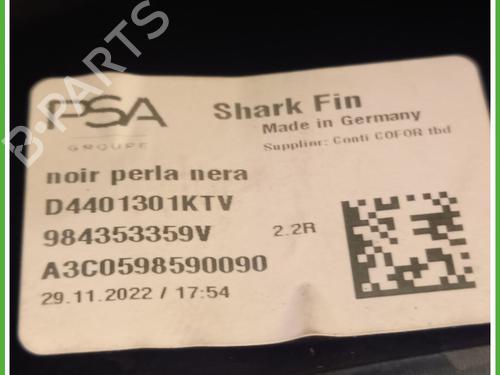 PSA
GROUPE
Shark Fin
Made in Germany
Supplinr: Conti COFOR tbd
noir perla nera
D4401301KTV
984353359V
2.2R
A3C0598590090
29.11.2022 / 17:54
B-PARTS